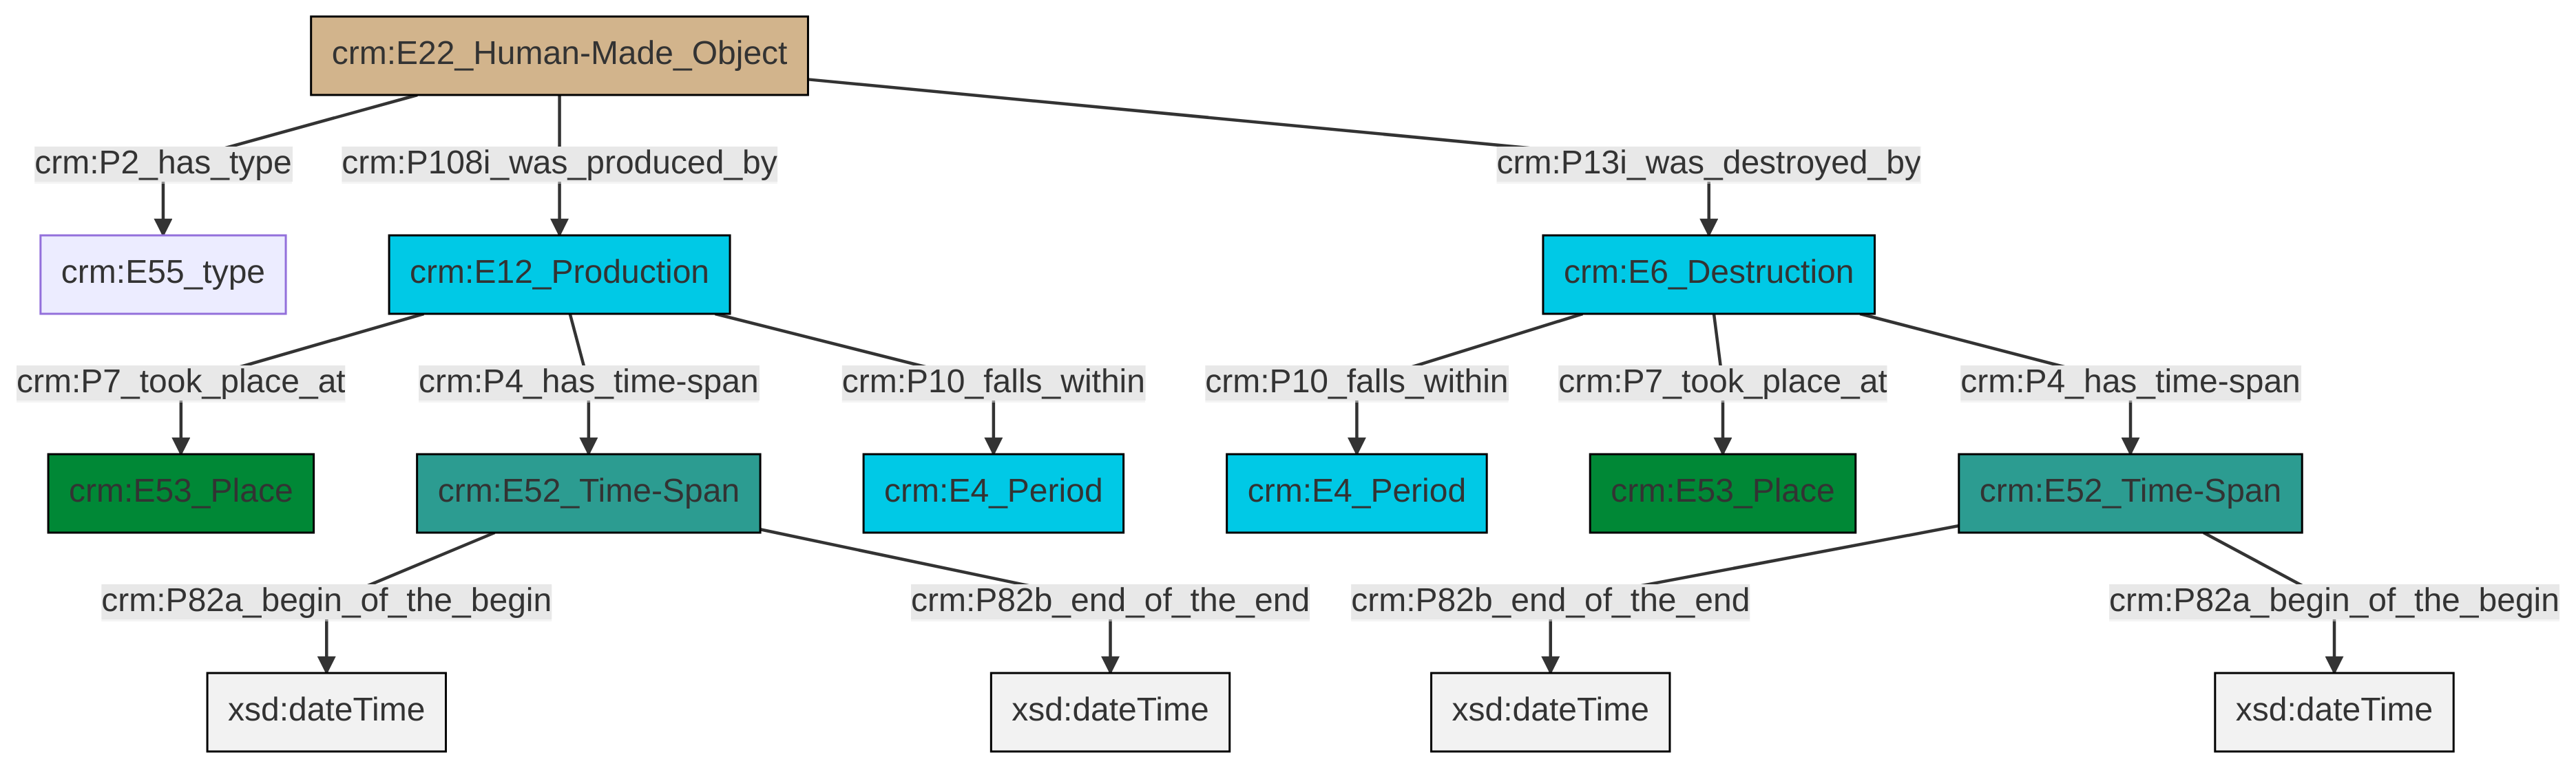 crm:E22_Human-Made_Object
crm:P2_has_type
crm:P108i_was_produced_by
crm:P13i_was_destroyed_by
crm:E55_type
crm:E12_Production
crm:E6_Destruction
crm:P7_took_place_at
crm:P4_has_time-span
crm:P10_falls_within
crm:P10_falls_within
crm:P7_took_place_at
crm:P4_has_time-span
crm:E53_Place
crm:E52_Time-Span
crm:E4_Period
crm:E4_Period
crm:E53_Place
crm:E52_Time-Span
crm:P82a_begin_of_the_begin
crm:P82b_end_of_the_end
crm:P82b_end_of_the_end
crm:P82a_begin_of_the_begin
xsd:dateTime
xsd:dateTime
xsd:dateTime
xsd:dateTime